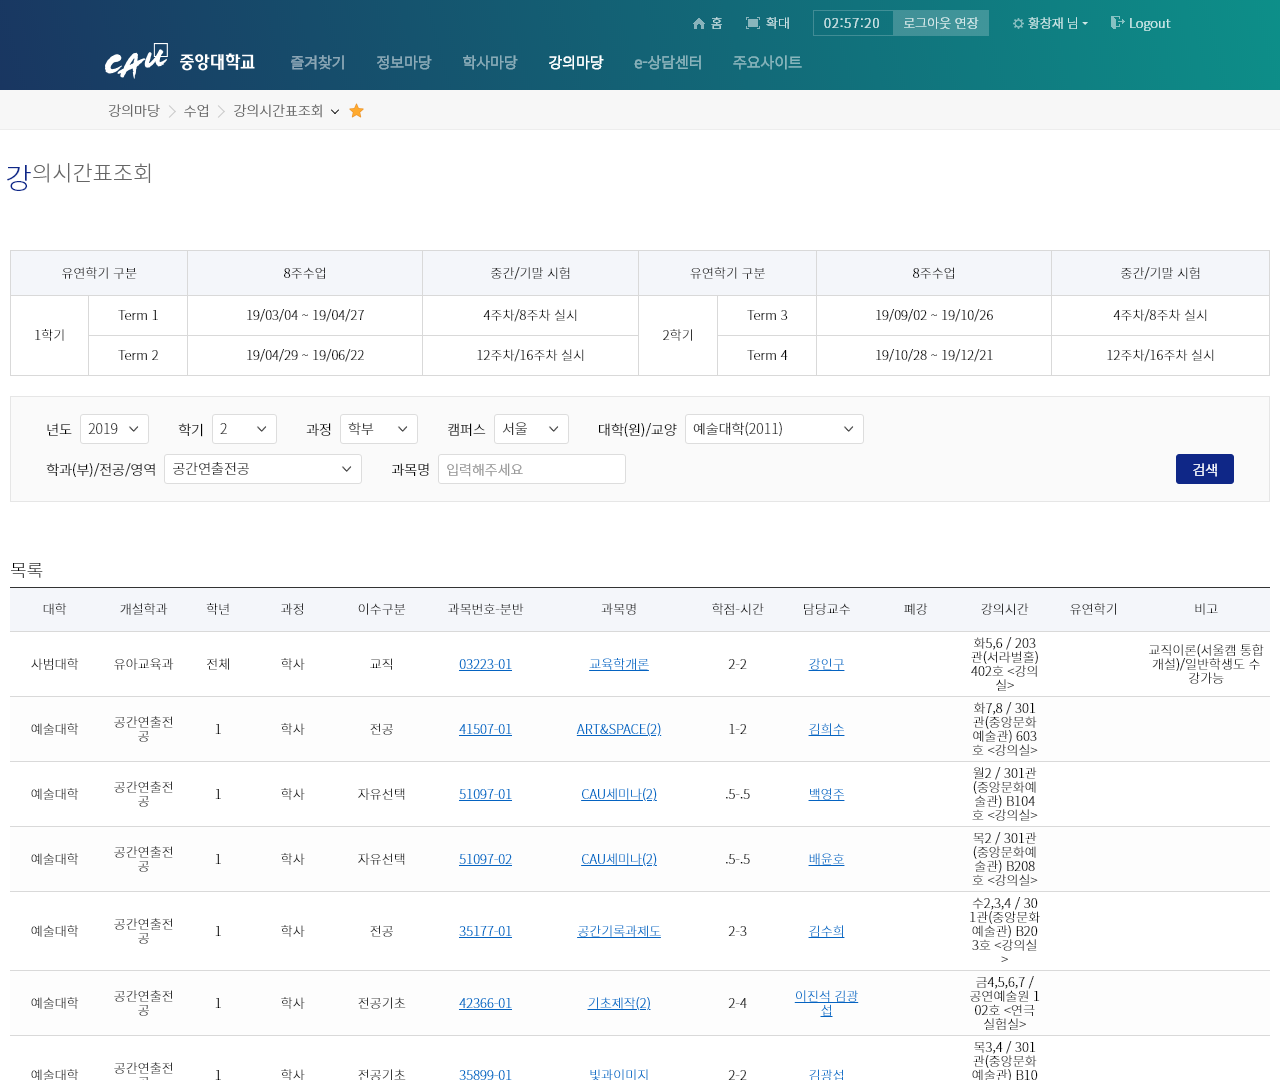 홈 확대 02:57:20 로그아웃 연장 황창재 님 Logout
CAU 중앙대학교 즐겨찾기 정보마당 학사마당 강의마당 e-상담센터 주요사이트
강의마당 수업 강의시간표조회
강의시간표조회
유연학기 구분 8주수업 중간/기말 시험 유연학기 구분 8주수업 중간/기말 시험
1학기 Term 1 19/03/04 ~ 19/04/27 4주차/8주차 실시 2학기 Term 3 19/09/02 ~ 19/10/26 4주차/8주차 실시
Term 2 19/04/29 ~ 19/06/22 12주차/16주차 실시 Term 4 19/10/28 ~ 19/12/21 12주차/16주차 실시
년도 2019 학기 2 과정 학부 캠퍼스 서울 대학(원)/교양 예술대학(2011)
학과(부)/전공/영역 공간연출전공 과목명 입력해주세요 검색
목록
대학 개설학과 학년 과정 이수구분 과목번호-분반 과목명 학점-시간 담당교수 폐강 강의시간 유연학기 비고
사범대학 유아교육과 전체 학사 교직 03223-01 교육학개론 2-2 강인구
화5,6 / 203
관(서라벌홀)
402호 <강의
실>
교직이론(서울캠 통합
개설)/일반학생도 수
강가능
예술대학
공간연출전
공
1 학사 전공 41507-01 ART&SPACE(2) 1-2 김희수
화7,8 / 301
관(중앙문화
예술관) 603
호 <강의실>
예술대학
공간연출전
공
1 학사 자유선택 51097-01 CAU세미나(2) .5-.5 백영주
월2 / 301관
(중앙문화예
술관) B104
호 <강의실>
예술대학
공간연출전
공
1 학사 자유선택 51097-02 CAU세미나(2) .5-.5 배윤호
목2 / 301관
(중앙문화예
술관) B208
호 <강의실>
예술대학
공간연출전
공
1 학사 전공 35177-01 공간기록과제도 2-3 김수희
수2,3,4 / 30
1관(중앙문화
예술관) B20
3호 <강의실
>
예술대학
공간연출전
공
1 학사 전공기초 42366-01 기초제작(2) 2-4
이진석 김광
섭
금4,5,6,7 /
공연예술원 1
02호 <연극
실험실>
예술대학
공간연출전
1 학사 전공기초 35899-01 빛과이미지 2-2 김광섭
목3,4 / 301
관(중앙문화
예술관) B10